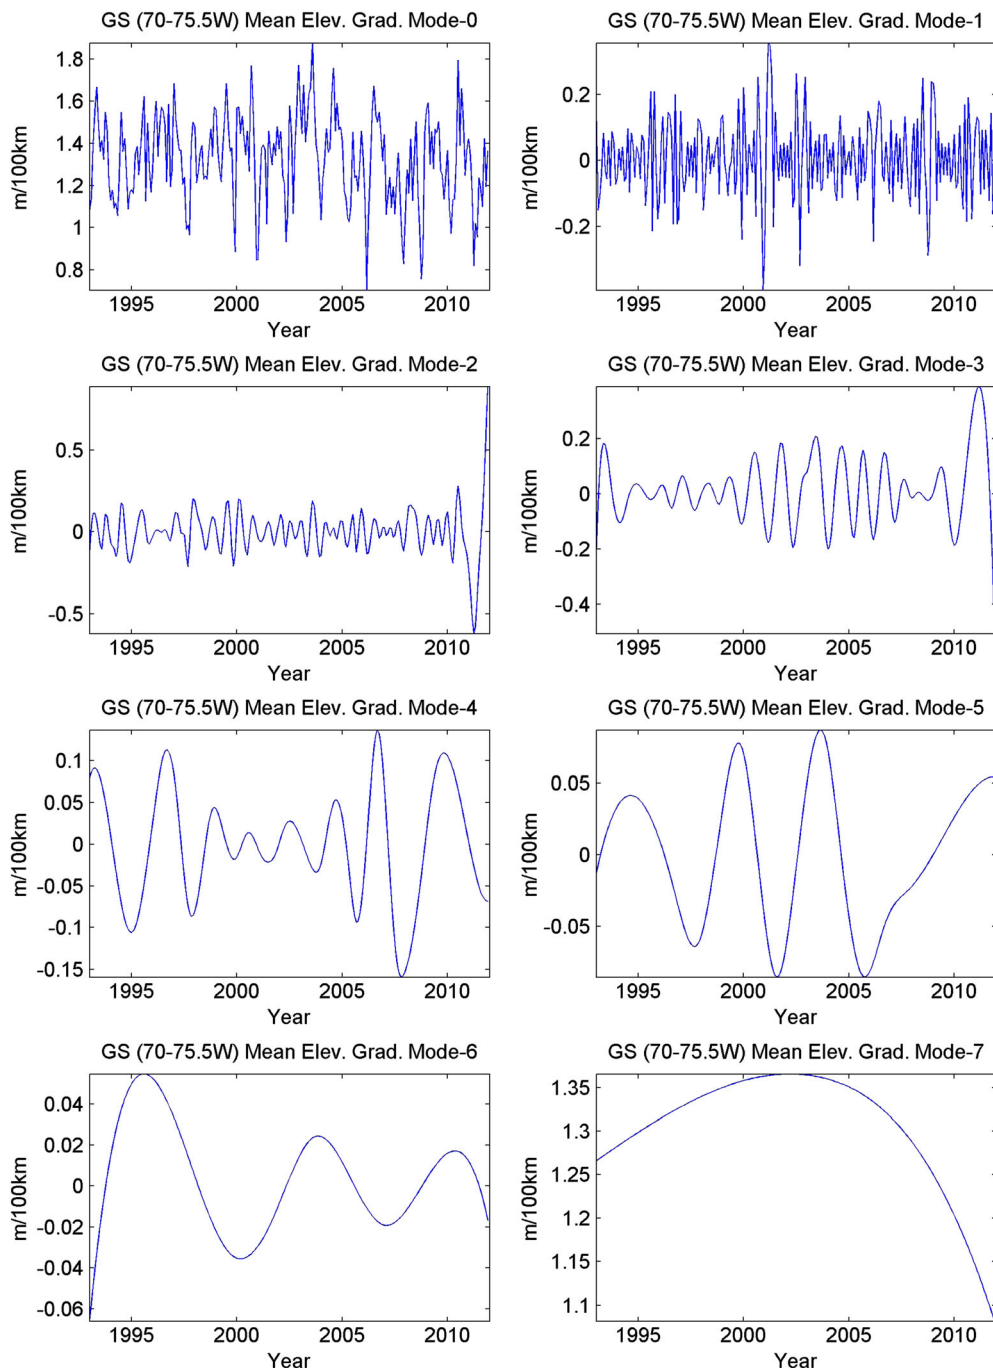 GS (70-75.5W) Mean Elev. Grad. Mode-0
1.8
1.6
1.4
1.2
1
0.8
m/100km
1995 2000 2005 2010
Year
GS (70-75.5W) Mean Elev. Grad. Mode-1
0.2
0
-0.2
m/100km
1995 2000 2005 2010
Year
GS (70-75.5W) Mean Elev. Grad. Mode-2
0.5
0
-0.5
m/100km
1995 2000 2005 2010
Year
GS (70-75.5W) Mean Elev. Grad. Mode-3
0.2
0
-0.2
-0.4
m/100km
1995 2000 2005 2010
Year
GS (70-75.5W) Mean Elev. Grad. Mode-4
0.1
0.05
0
-0.05
-0.1
-0.15
m/100km
1995 2000 2005 2010
Year
GS (70-75.5W) Mean Elev. Grad. Mode-5
0.05
0
-0.05
m/100km
1995 2000 2005 2010
Year
GS (70-75.5W) Mean Elev. Grad. Mode-6
0.04
0.02
0
-0.02
-0.04
-0.06
m/100km
1995 2000 2005 2010
Year
GS (70-75.5W) Mean Elev. Grad. Mode-7
1.35
1.3
1.25
1.2
1.15
1.1
m/100km
1995 2000 2005 2010
Year